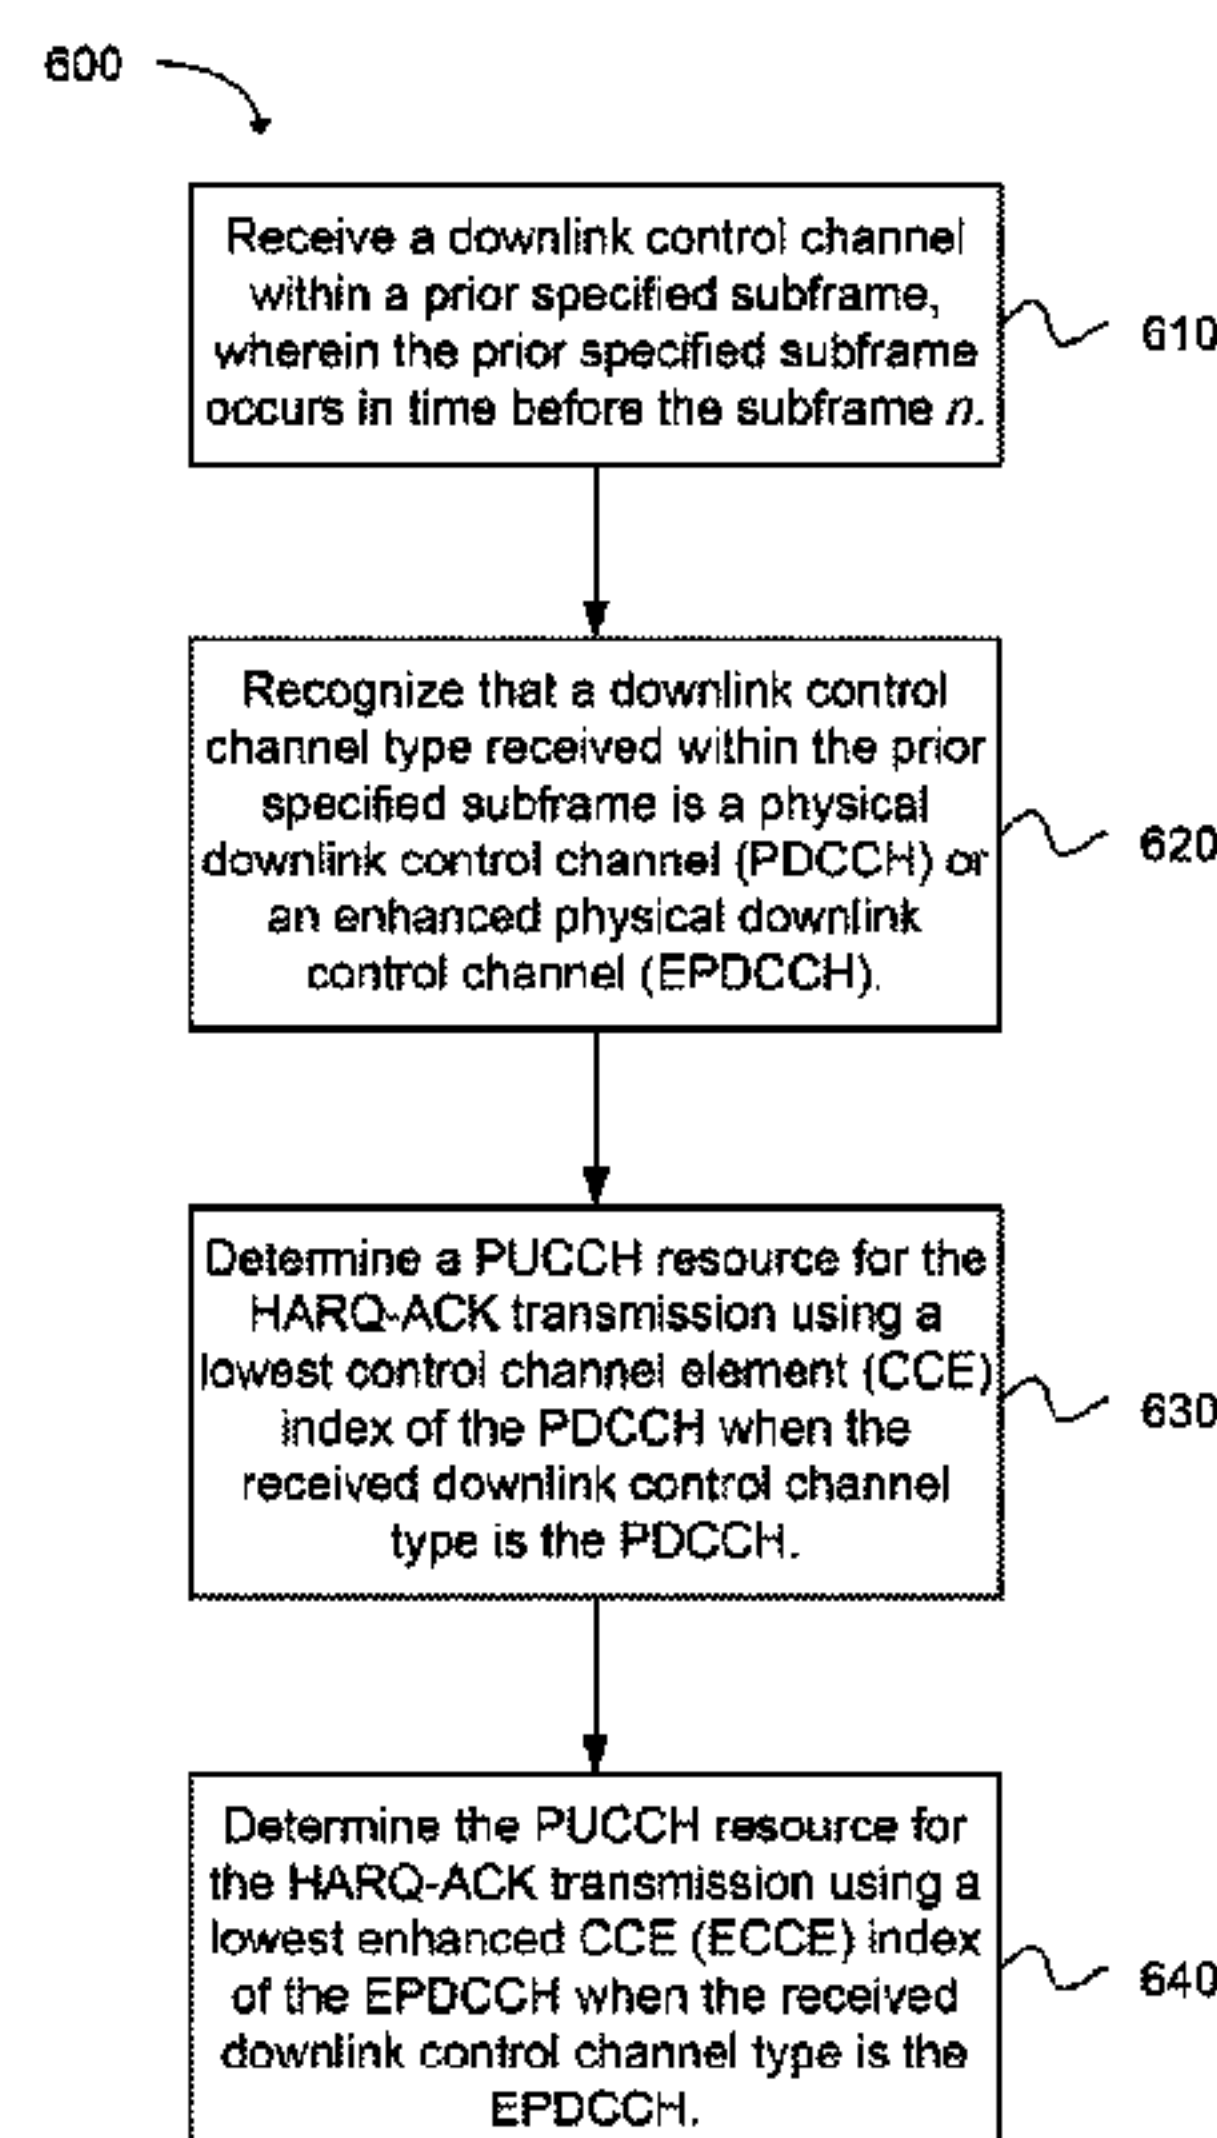 600
Receive a downlink control channel
within a prior specified subframe,
wherein the prior specified subframe
occurs in time before the subframe n.
610
Recognize that a downlink control
channel type received within the prior
specified subframe is a physical
downlink control channel (PDCCH) or
an enhanced physical downlink
control channel (EPDCCH).
620
Determine a PUCCH resource for the
HARQ-ACK transmission using a
lowest control channel element (CCE)
index of the PDCCH when the
received downlink control channel
type is the PDCCH.
630
Determine the PUCCH resource for
the HARQ-ACK transmission using a
lowest enhanced CCE (ECCE) index
of the EPDCCH when the received
downlink control channel type is the
EPDCCH.
640